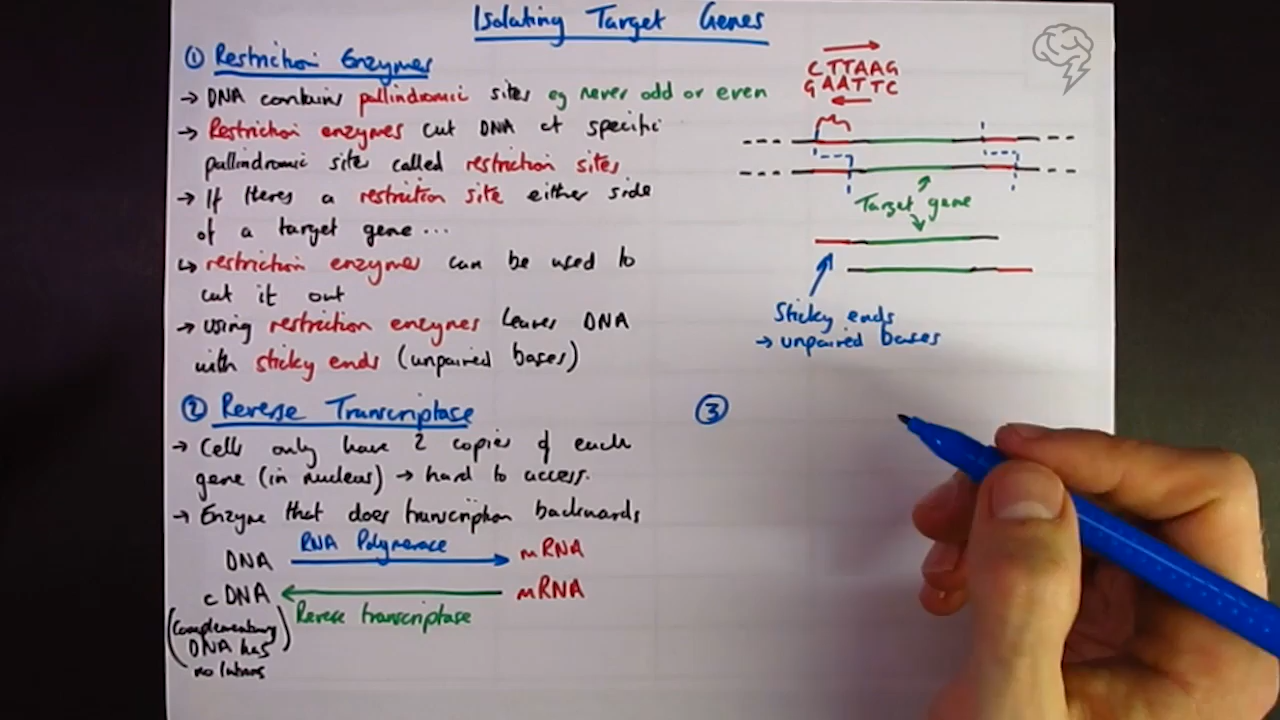 Isolating Target Genes
① Restriction Enzymes
→ DNA contains pallindromic sites eg never odd or even
→ Restriction enzymes cut DNA at specific
pallindromic site called restriction sites
→ If theres a restriction site either side
of a target gene...
↳ restriction enzymes can be used to
cut it out
→ using restriction enzymes leaves DNA
with sticky ends (unpaired bases)
② Reverse Transcriptase
→ Cells only have 2 copies of each
gene (in nucleus) → hard to access.
→ Enzyme that does transcription backwards
DNA RNA Polymerase mRNA
cDNA Reverse transcriptase mRNA
(Complementary
DNA has
no introns)
CTTAAG
GAATTC
Target gene
Sticky ends
→ unpaired bases
③